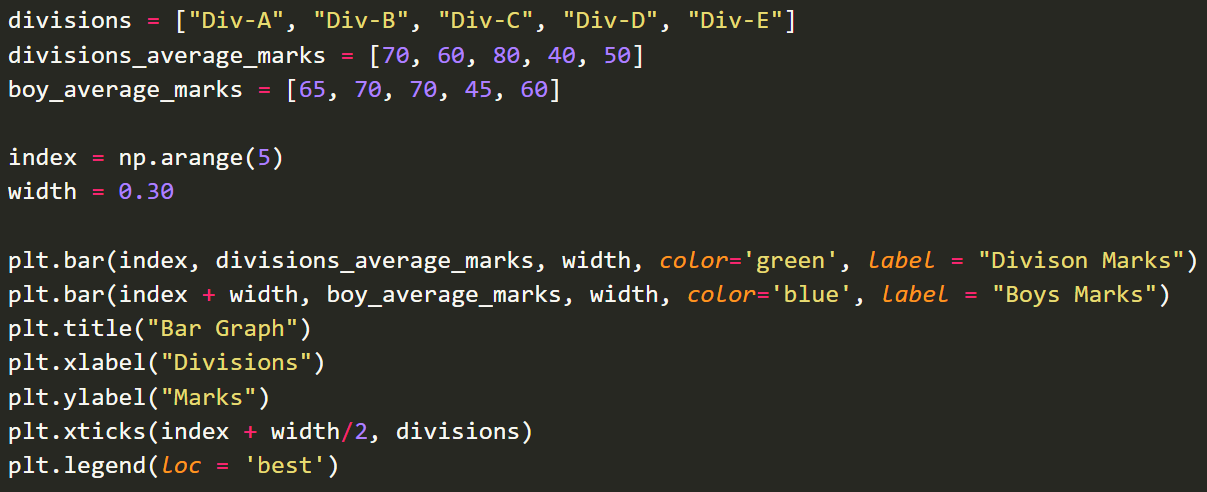 divisions = ["Div-A", "Div-B", "Div-C", "Div-D", "Div-E"]
divisions_average_marks = [70, 60, 80, 40, 50]
boy_average_marks = [65, 70, 70, 45, 60]
index = np.arange(5)
width = 0.30
plt.bar(index, divisions_average_marks, width, color='green', label = "Divison Marks")
plt.bar(index + width, boy_average_marks, width, color='blue', label = "Boys Marks")
plt.title("Bar Graph")
plt.xlabel("Divisions")
plt.ylabel("Marks")
plt.xticks(index + width/2, divisions)
plt.legend(loc = 'best')